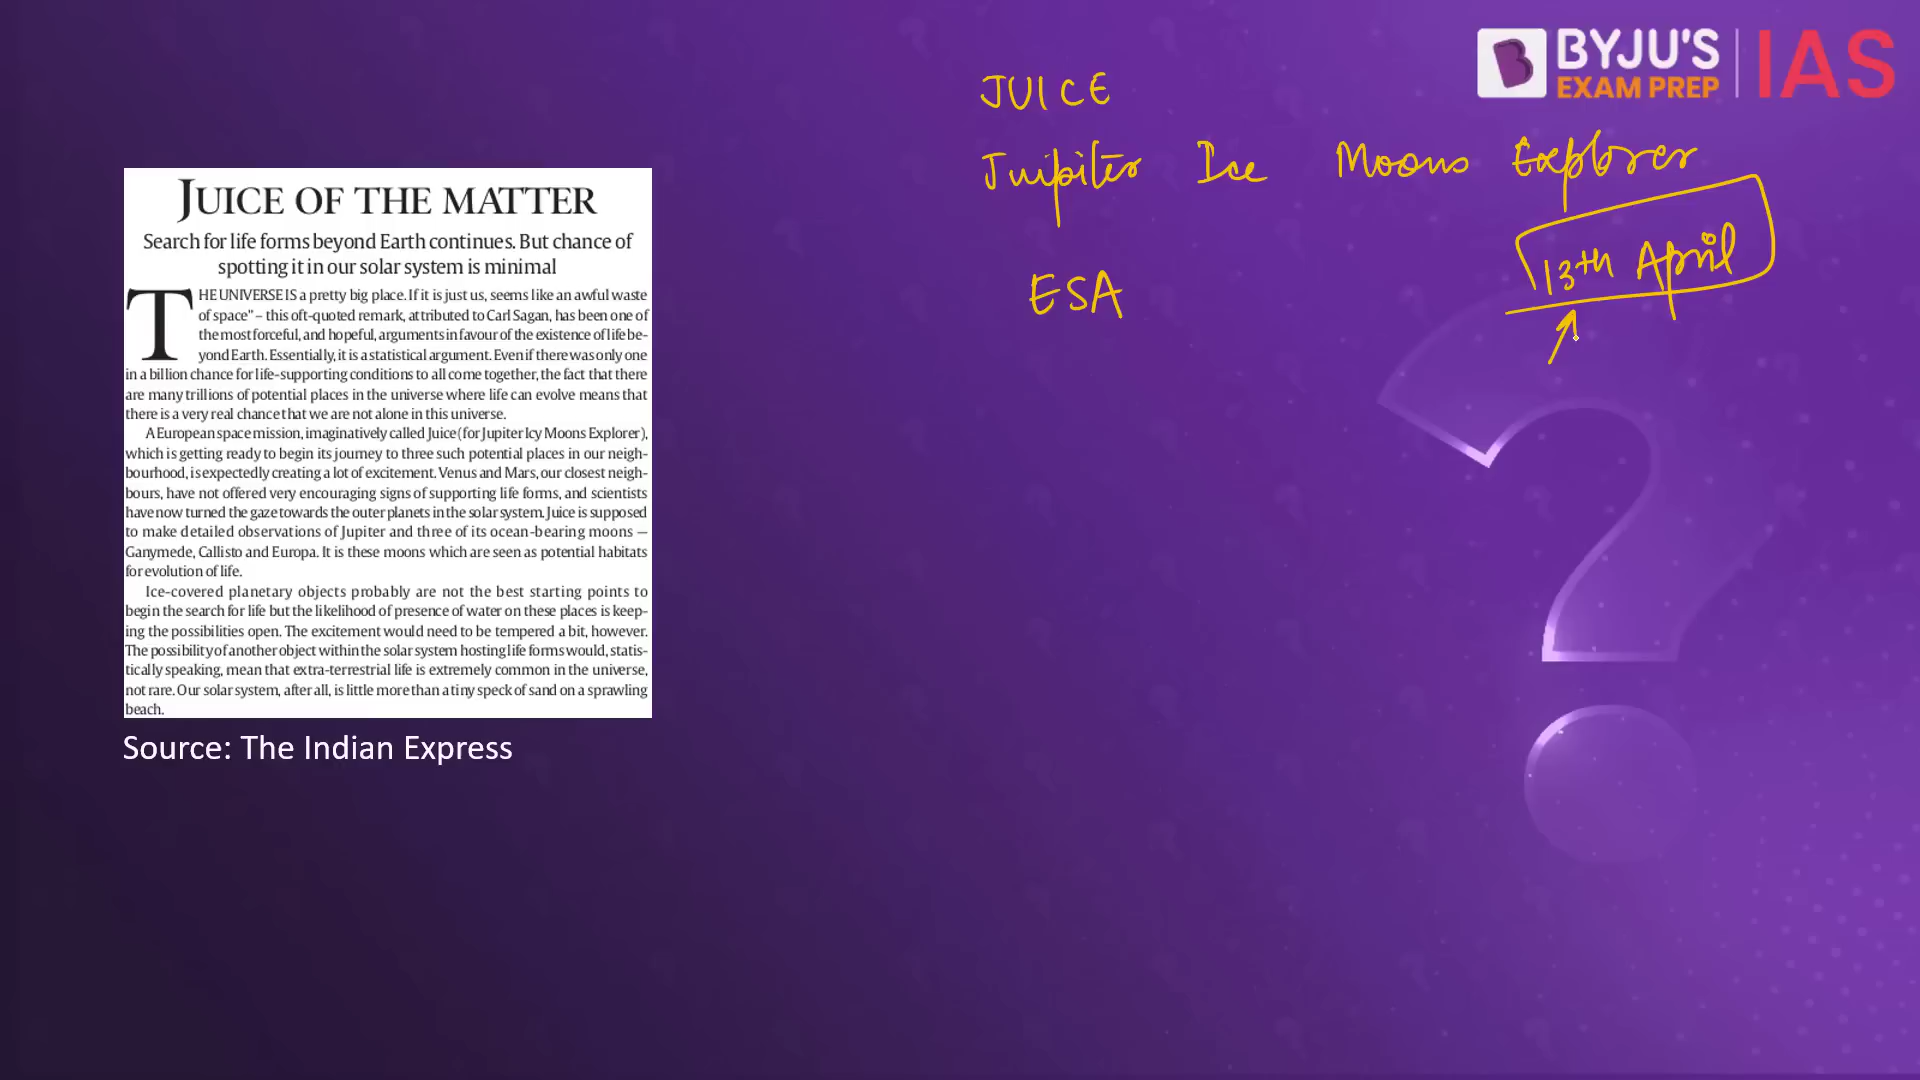 BYJU'S
EXAM PREP
IAS
JUICE
Juipiter Ice Moons Explorer
13th April
ESA
JUICE OF THE MATTER
Search for life forms beyond Earth continues. But chance of
spotting it in our solar system is minimal
THE UNIVERSE IS a pretty big place. If it is just us, seems like an awful waste
of space" – this oft-quoted remark, attributed to Carl Sagan, has been one of
the most forceful, and hopeful, arguments in favour of the existence of life be-
yond Earth. Essentially, it is a statistical argument. Even if there was only one
in a billion chance for life-supporting conditions to all come together, the fact that there
are many trillions of potential places in the universe where life can evolve means that
there is a very real chance that we are not alone in this universe.
A European space mission, imaginatively called Juice (for Jupiter Icy Moons Explorer),
which is getting ready to begin its journey to three such potential places in our neigh-
bourhood, is expectedly creating a lot of excitement. Venus and Mars, our closest neigh-
bours, have not offered very encouraging signs of supporting life forms, and scientists
have now turned the gaze towards the outer planets in the solar system. Juice is supposed
to make detailed observations of Jupiter and three of its ocean-bearing moons —
Ganymede, Callisto and Europa. It is these moons which are seen as potential habitats
for evolution of life.
Ice-covered planetary objects probably are not the best starting points to
begin the search for life but the likelihood of presence of water on these places is keep-
ing the possibilities open. The excitement would need to be tempered a bit, however.
The possibility of another object within the solar system hosting life forms would, statis-
tically speaking, mean that extra-terrestrial life is extremely common in the universe,
not rare. Our solar system, after all, is little more than a tiny speck of sand on a sprawling
beach.
Source: The Indian Express